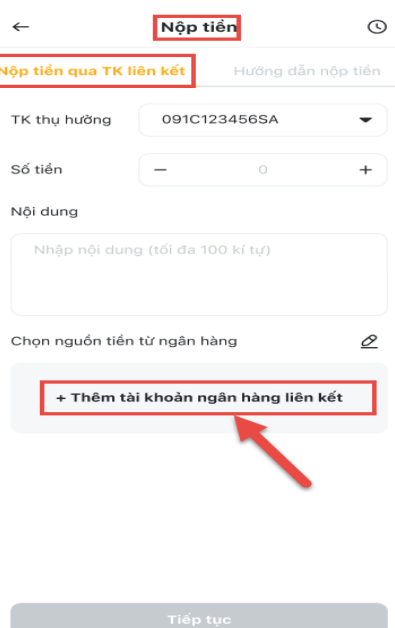 Nộp tiền
Nộp tiền qua TK liên kết
Hướng dẫn nộp tiền
TK thụ hưởng
091C123456SA
Số tiền
0
Nội dung
Nhập nội dung (tối đa 100 kí tự)
Chọn nguồn tiền từ ngân hàng
+ Thêm tài khoản ngân hàng liên kết
Tiếp tục